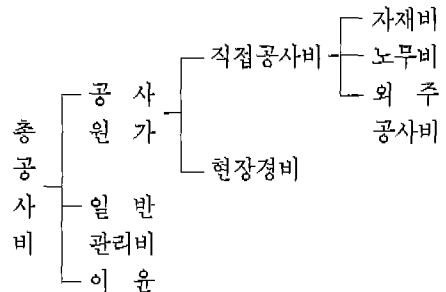 총공사비
공 사
원 가
일 반
관리비
이 윤
직접공사비
현장경비
자재비
노무비
외 주
공사비